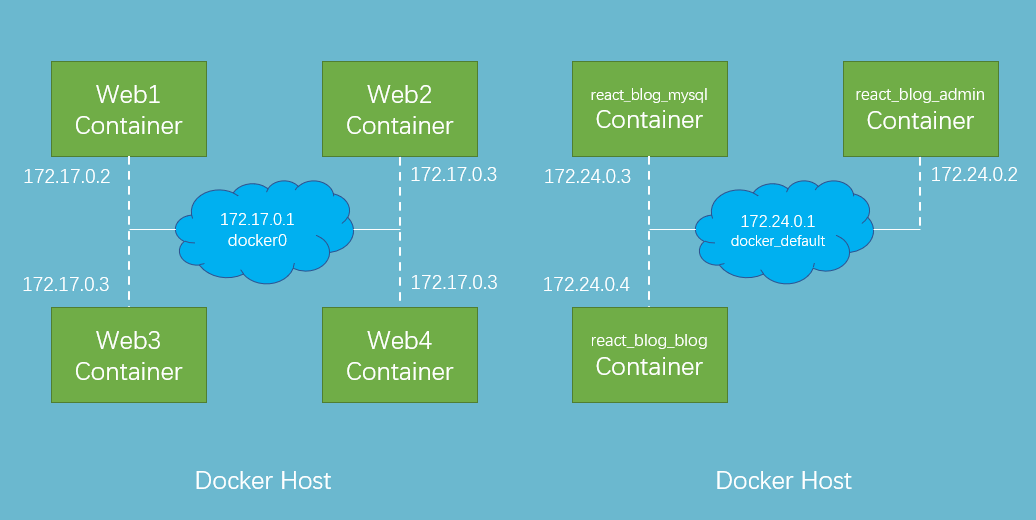 Web1
Container
Web2
Container
react_blog_mysql
Container
react_blog_admin
Container
172.17.0.2
172.17.0.3
172.24.0.3
172.24.0.2
172.17.0.1
docker0
172.24.0.1
docker_default
172.17.0.3
172.17.0.3
172.24.0.4
Web3
Container
Web4
Container
react_blog_blog
Container
Docker Host
Docker Host